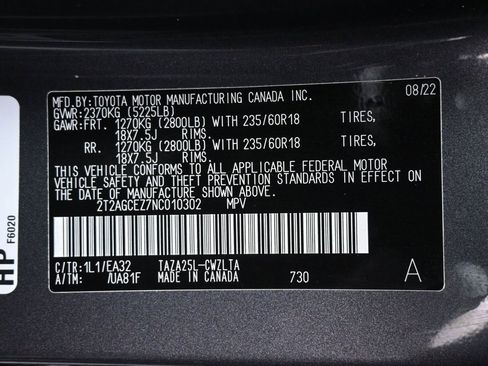 MFD.BY:TOYOTA MOTOR MANUFACTURING CANADA INC. 08/22
GVWR:2370KG (5225LB)
GAWR:FRT. 1270KG (2800LB) WITH 235/60R18 TIRES,
18X7.5J RIMS.
RR. 1270KG (2800LB) WITH 235/60R18 TIRES,
18X7.5J RIMS.
THIS VEHICLE CONFORMS TO ALL APPLICABLE FEDERAL MOTOR
VEHICLE SAFETY AND THEFT PREVENTION STANDARDS IN EFFECT ON
THE DATE OF MANUFACTURE SHOWN ABOVE.
2T2AGCEZ7NC010302 MPV
C/TR:1L1/EA32 TAZA25L-CWZLTA
A/TM: /UA81F MADE IN CANADA 730 A
HP F6020